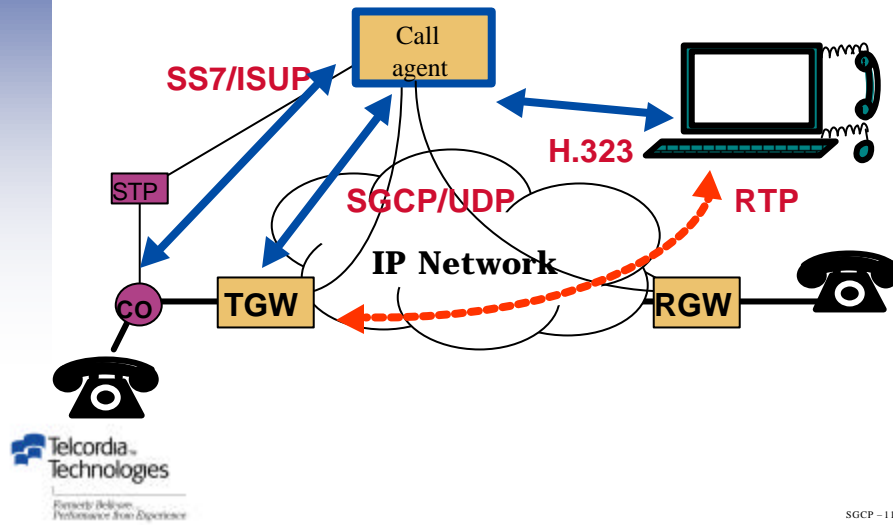 Call
agent
SS7/ISUP
H.323
STP
SGCP/UDP
RTP
IP Network
CO
TGW
RGW
Telcordia™
Technologies
Formerly Bellcore...
Performance from Experience
SGCP – 11